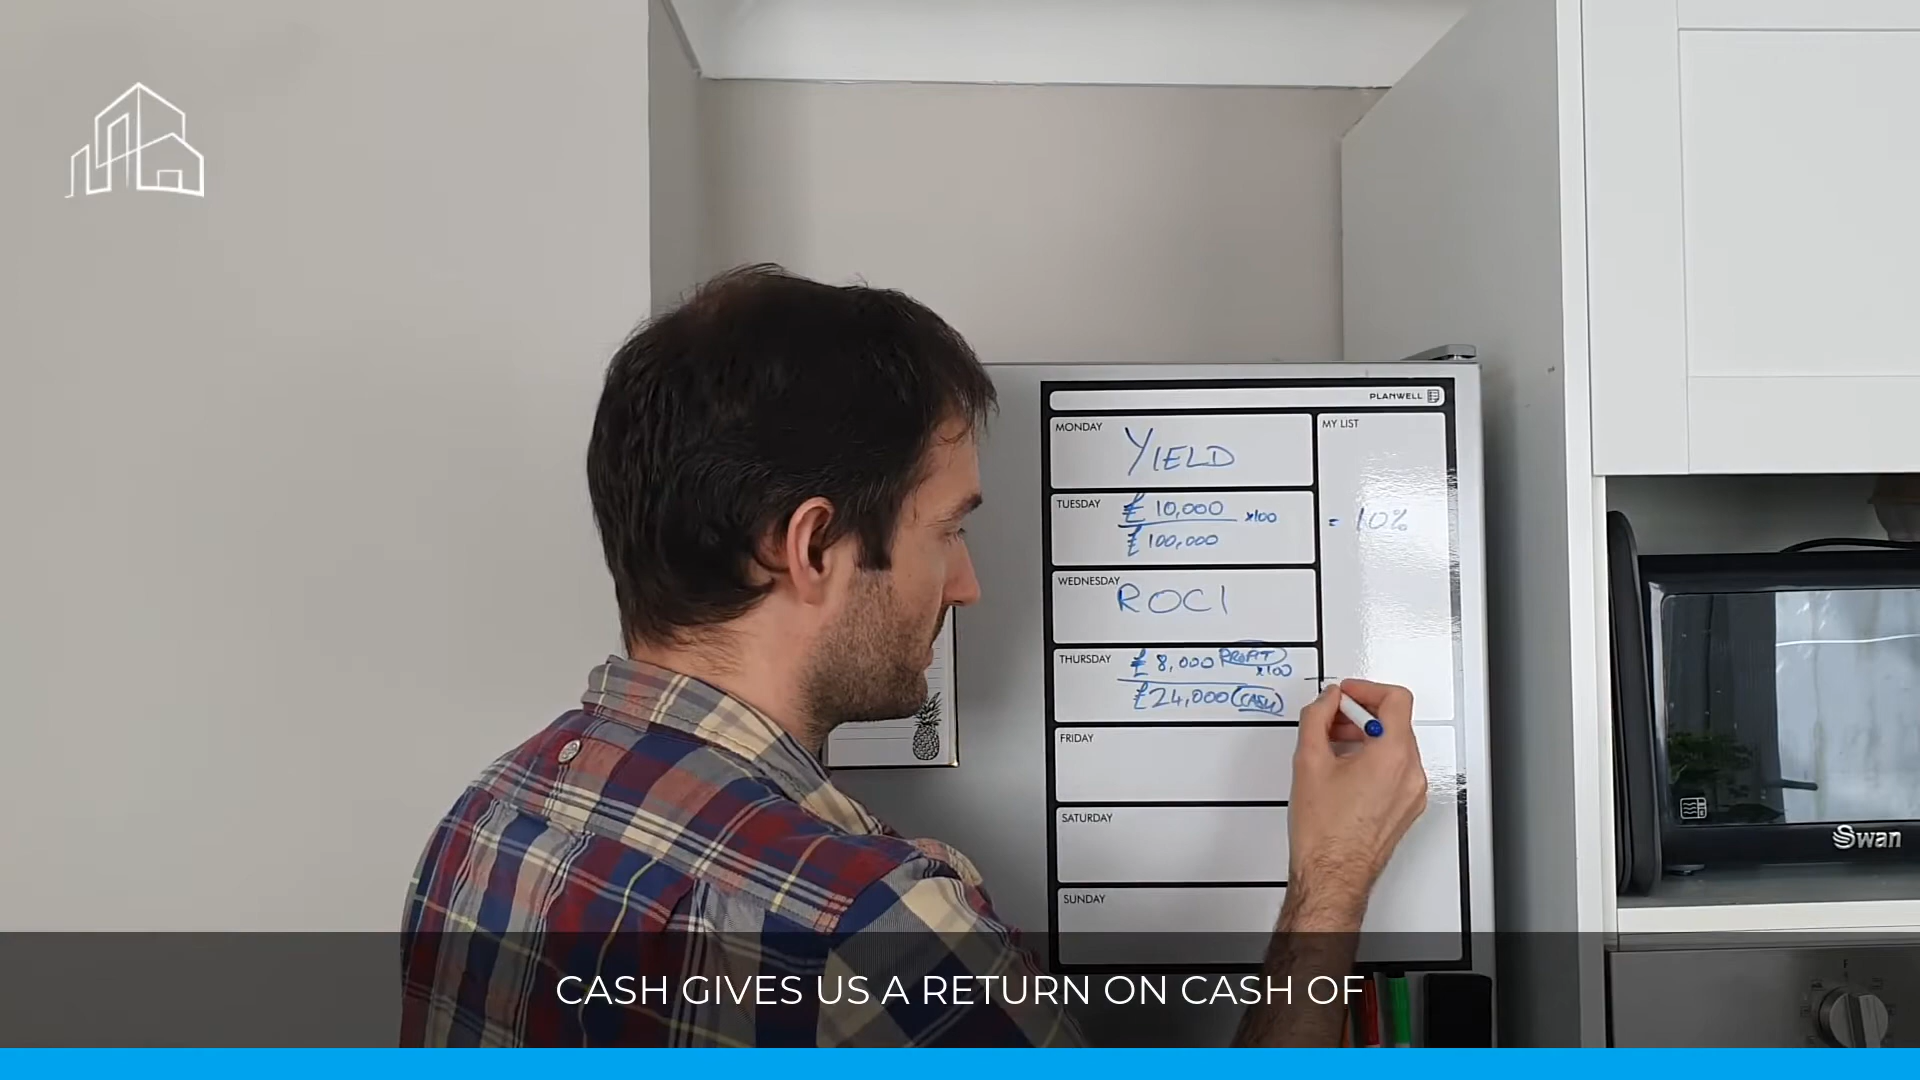 PLANWELL
MONDAY
YIELD
MY LIST
TUESDAY
£ 10,000 x100 = 10%
£ 100,000
WEDNESDAY
ROCI
THURSDAY
£ 8,000 PROFIT x100
£24,000 (CASH)
FRIDAY
SATURDAY
SUNDAY
Swan
CASH GIVES US A RETURN ON CASH OF